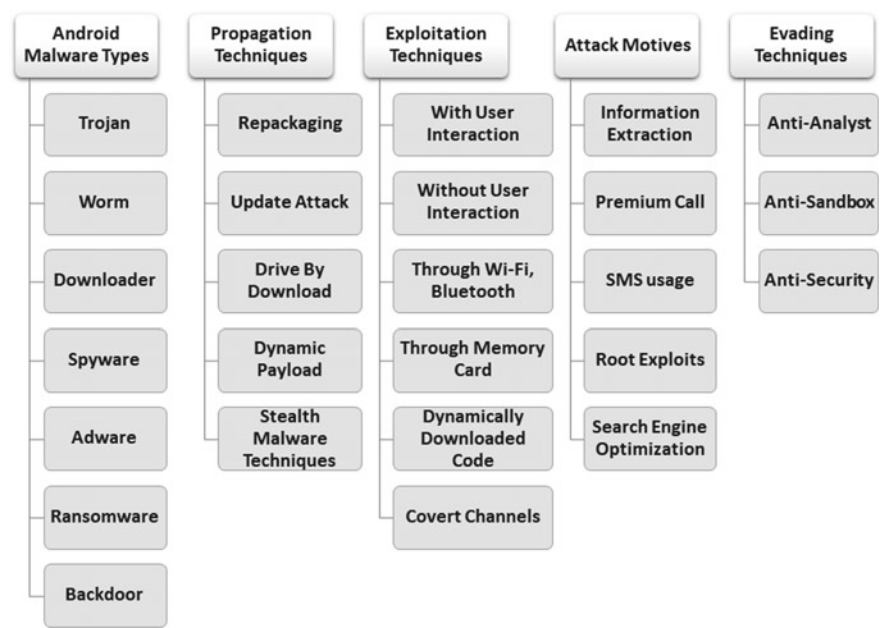 Android
Malware Types
Trojan
Worm
Downloader
Spyware
Adware
Ransomware
Backdoor
Propagation
Techniques
Repackaging
Update Attack
Drive By
Download
Dynamic
Payload
Stealth
Malware
Techniques
Exploitation
Techniques
With User
Interaction
Without User
Interaction
Through Wi-Fi,
Bluetooth
Through Memory
Card
Dynamically
Downloaded
Code
Covert Channels
Attack Motives
Information
Extraction
Premium Call
SMS usage
Root Exploits
Search Engine
Optimization
Evading
Techniques
Anti-Analyst
Anti-Sandbox
Anti-Security